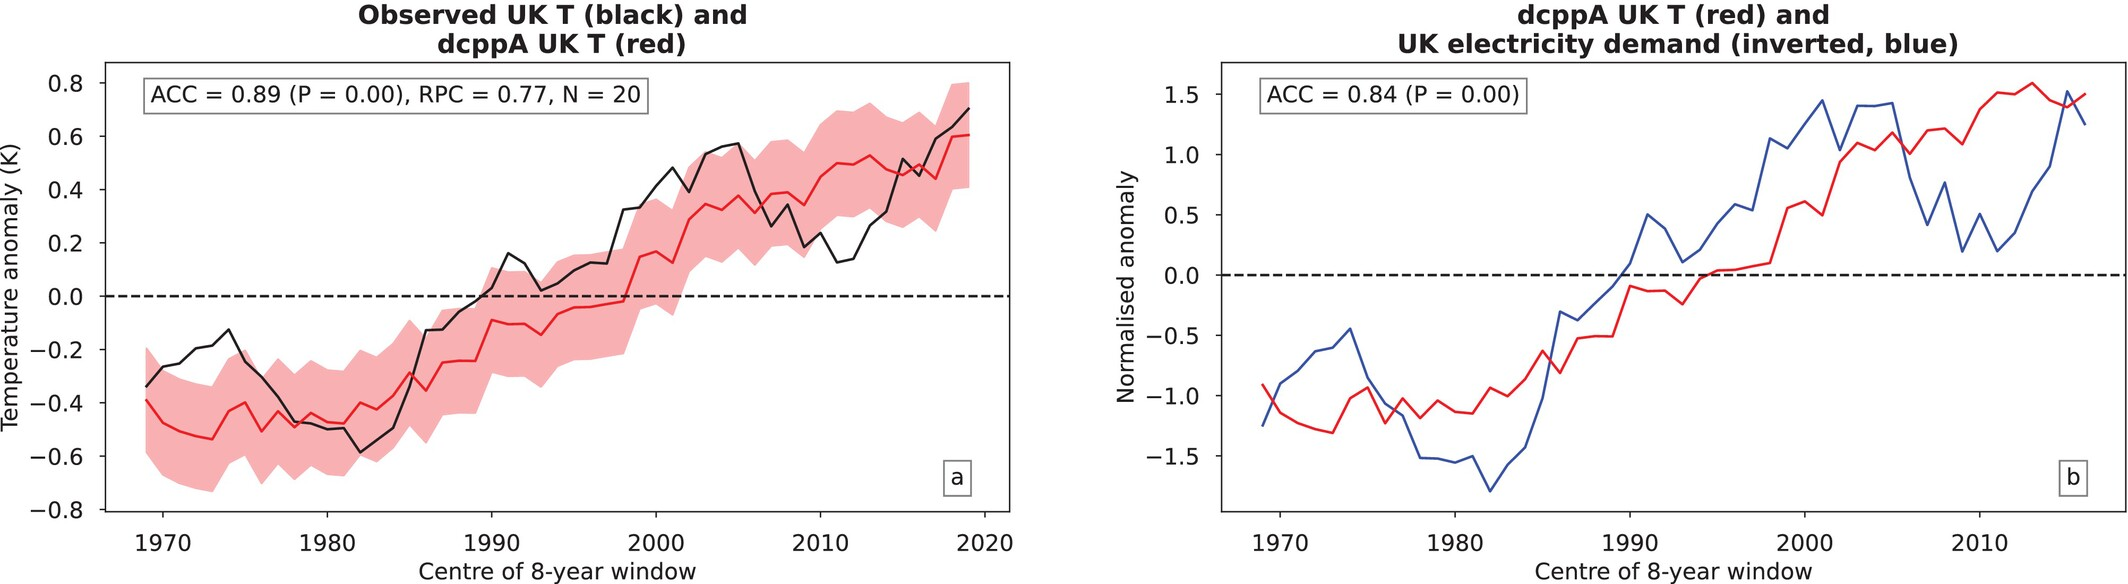 Observed UK T (black) and
dcppA UK T (red)
ACC = 0.89 (P = 0.00), RPC = 0.77, N = 20
Temperature anomaly (K)
0.8
0.6
0.4
0.2
0.0
−0.2
−0.4
−0.6
−0.8
a
1970 1980 1990 2000 2010 2020
Centre of 8-year window
dcppA UK T (red) and
UK electricity demand (inverted, blue)
ACC = 0.84 (P = 0.00)
Normalised anomaly
1.5
1.0
0.5
0.0
−0.5
−1.0
−1.5
b
1970 1980 1990 2000 2010
Centre of 8-year window